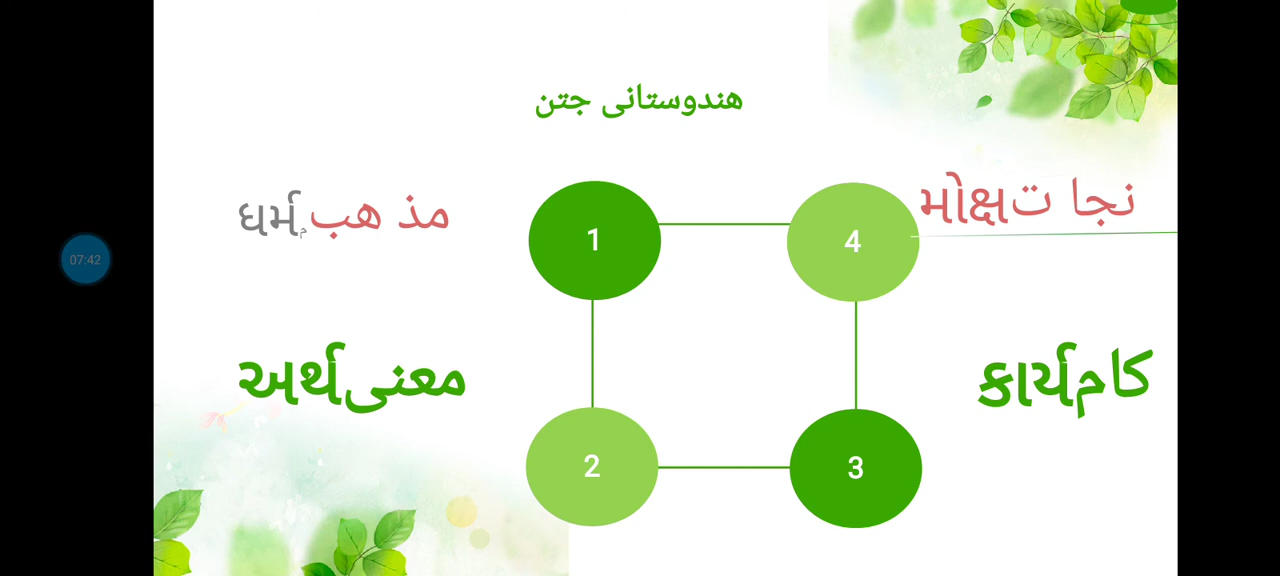 هندوستانی جتن
مذ هب ધર્મ
1
4
نجا ت મોક્ષ
07:42
معنی અર્થ
کام કાર્ય
2
3